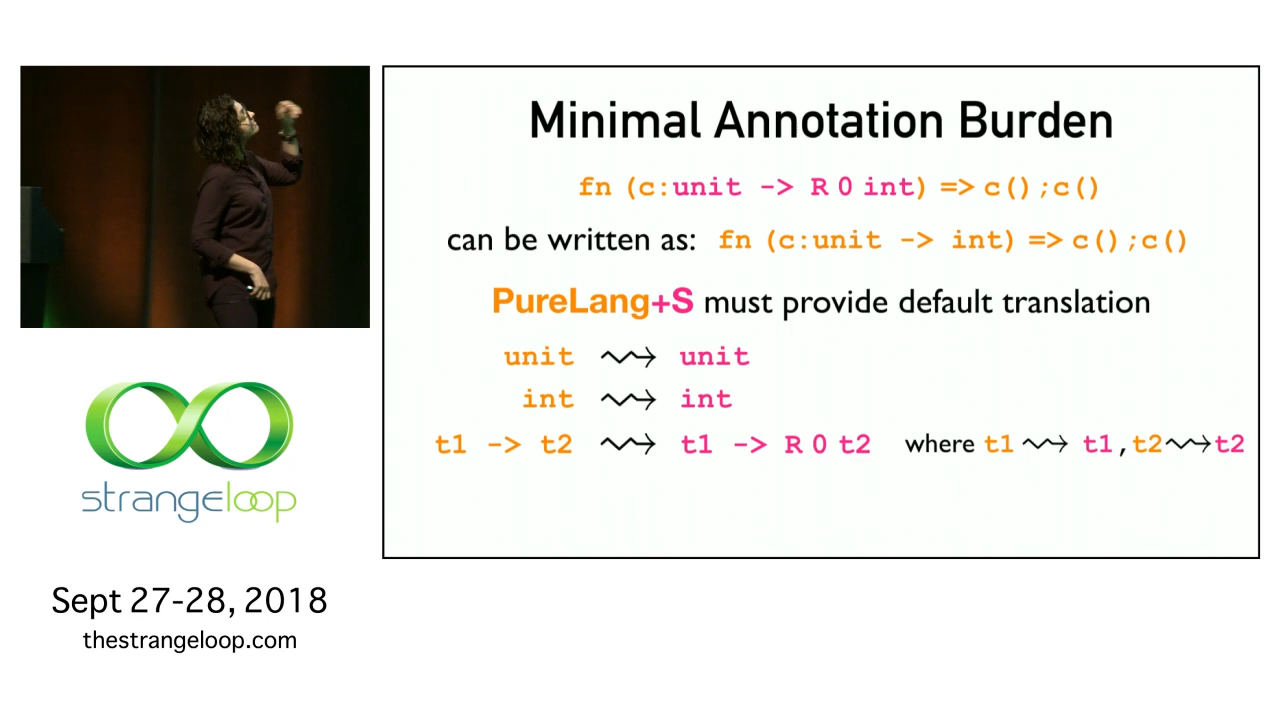 Minimal Annotation Burden
fn (c:unit -> R 0 int) => c();c()
can be written as: fn (c:unit -> int) => c();c()
PureLang+S must provide default translation
unit ⇝ unit
int ⇝ int
t1 -> t2 ⇝ t1 -> R 0 t2 where t1 ⇝ t1, t2 ⇝ t2
strangeloop
Sept 27-28, 2018
thestrangeloop.com